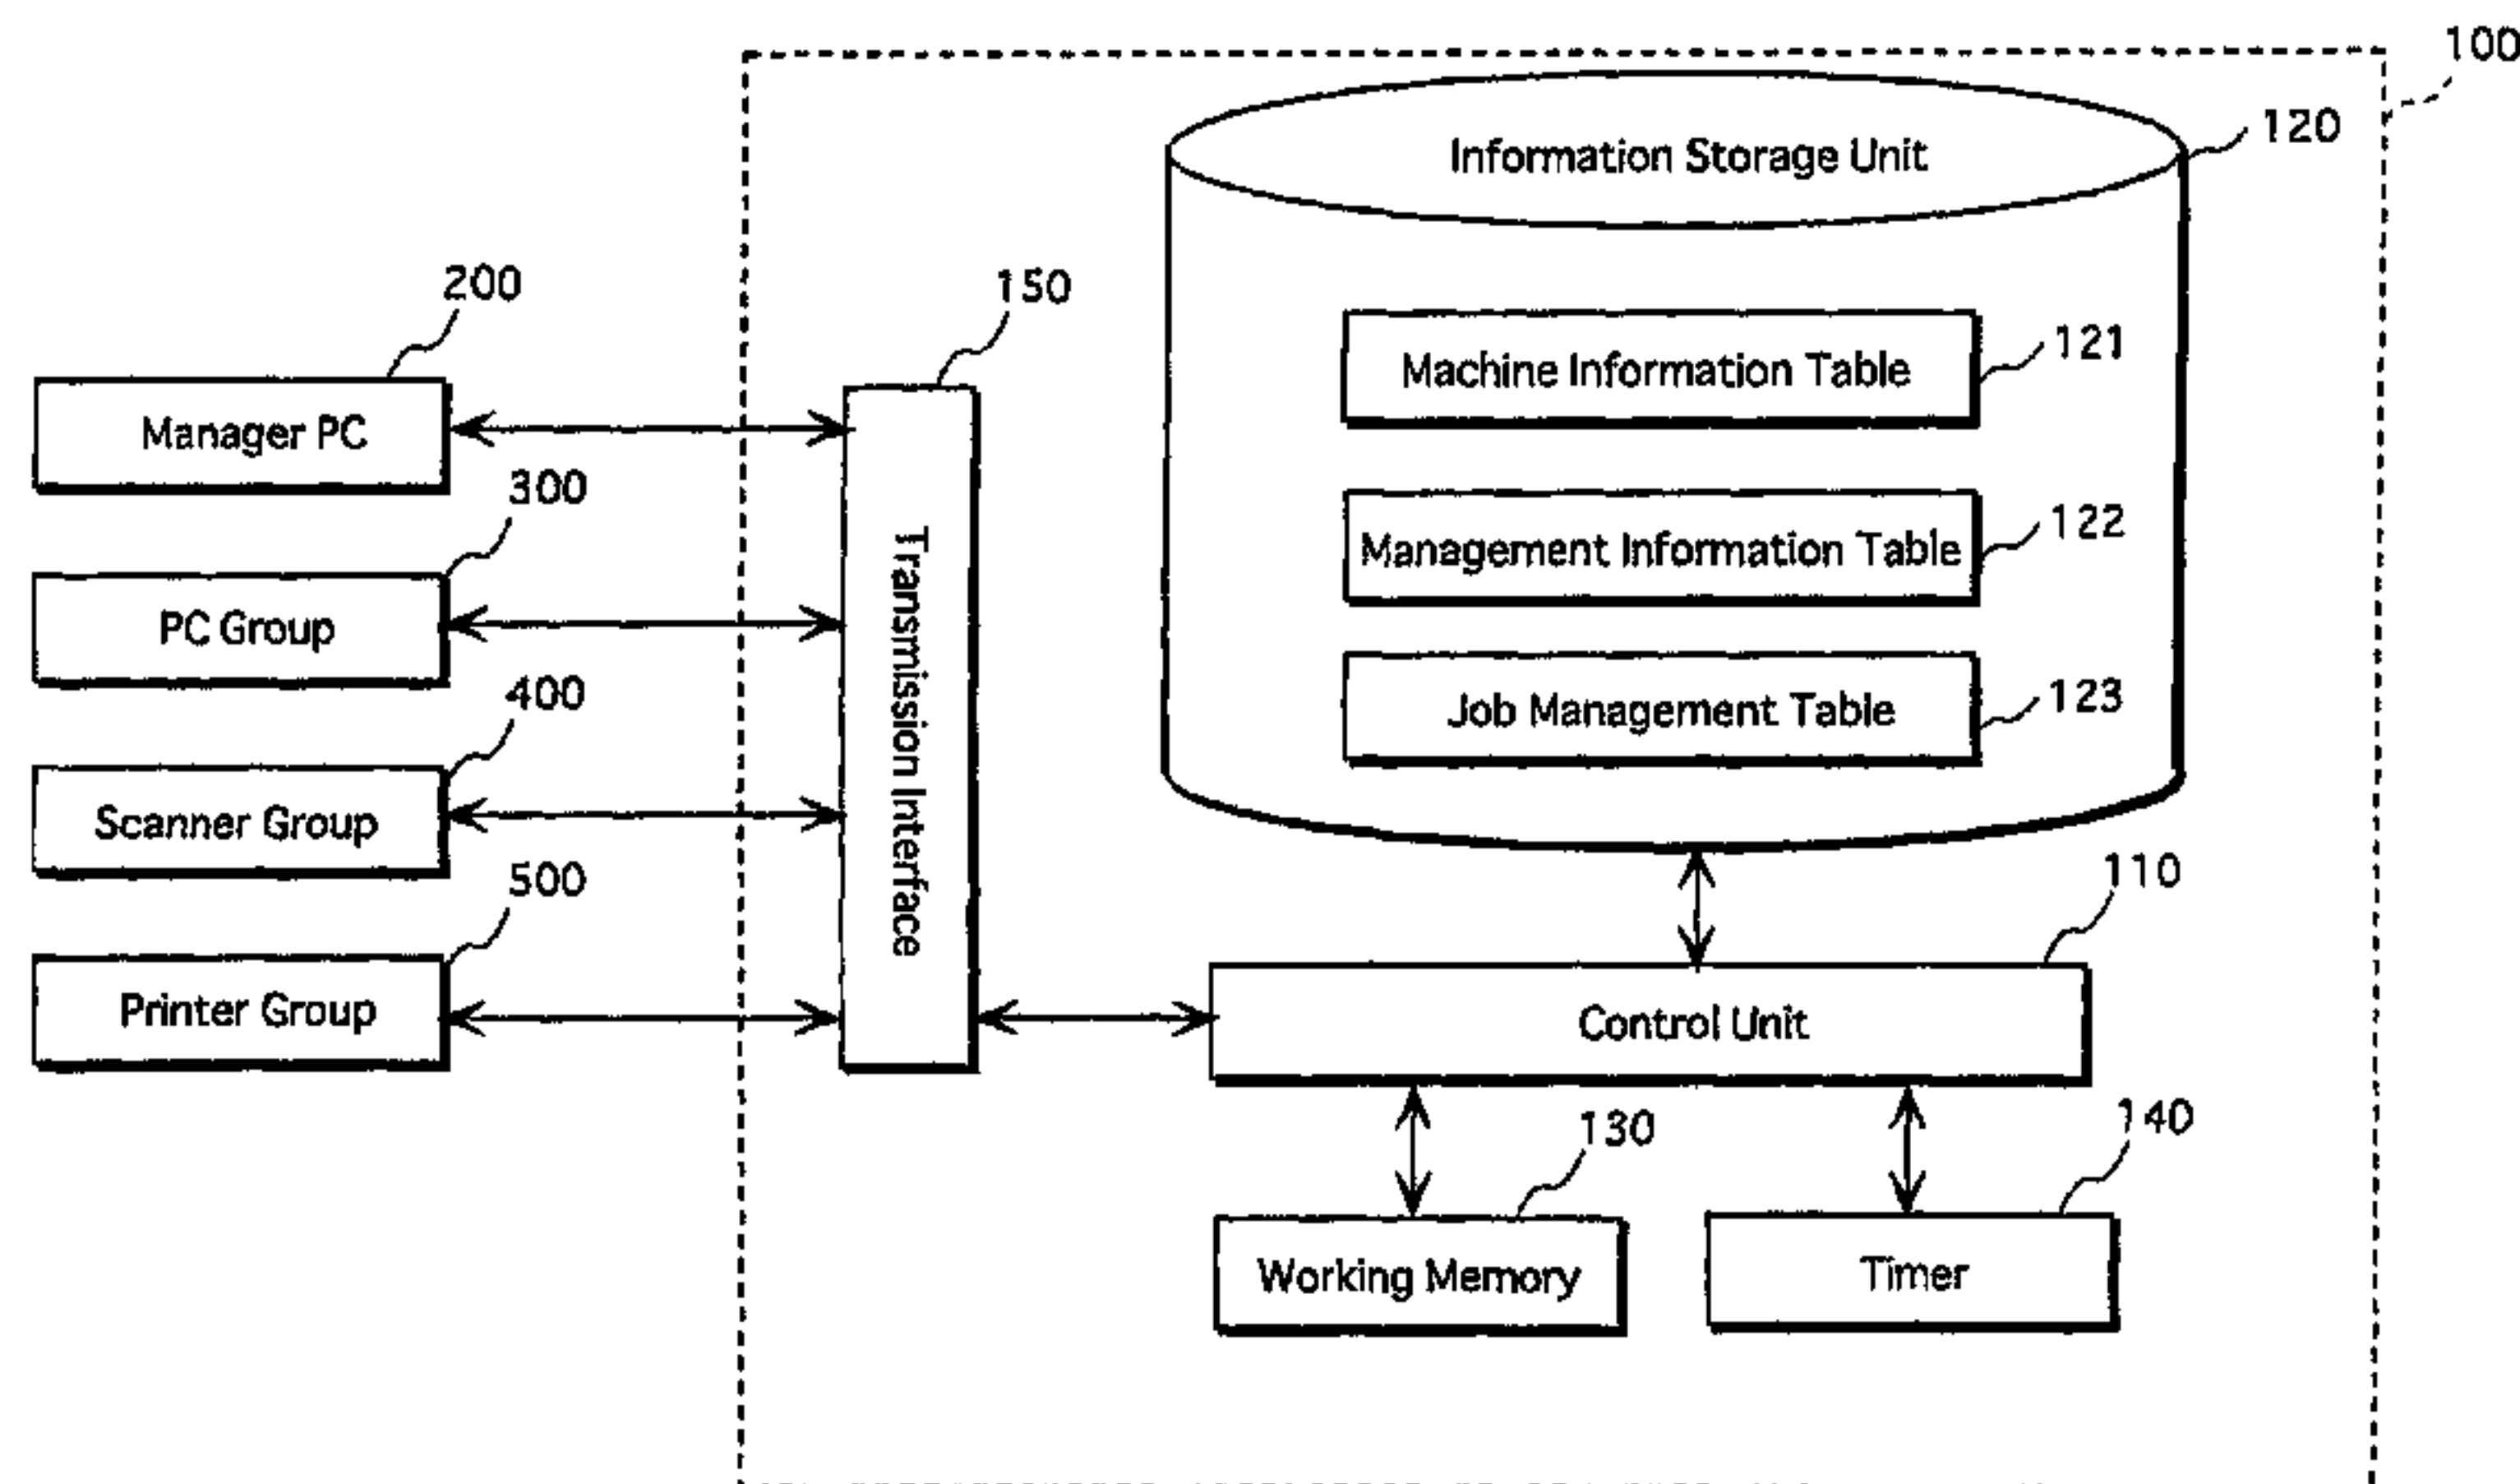 100
120
Information Storage Unit
200
150
121
Machine Information Table
Manager PC
300
122
Management Information Table
PC Group
Transmission Interface
400
123
Job Management Table
Scanner Group
500
110
Printer Group
Control Unit
130
140
Working Memory
Timer